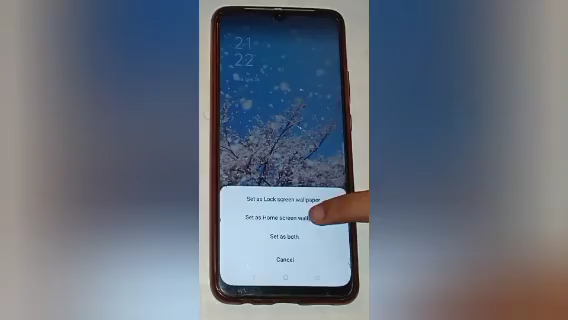 21
22
Set as Lock screen wallpaper
Set as Home screen
Set as both
Cancel